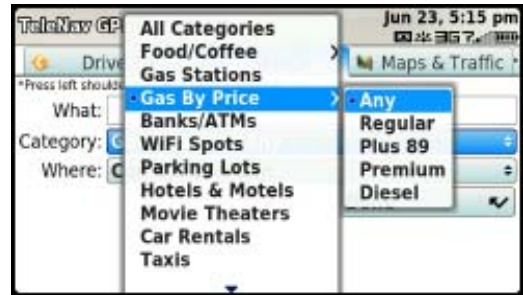 TeleNav GP
Jun 23, 5:15 pm
Drive
Maps & Traffic
*Press left shoulde
What:
Category: G
Where: C
All Categories
Food/Coffee
Gas Stations
Gas By Price
Banks/ATMs
WiFi Spots
Parking Lots
Hotels & Motels
Movie Theaters
Car Rentals
Taxis
Any
Regular
Plus 89
Premium
Diesel